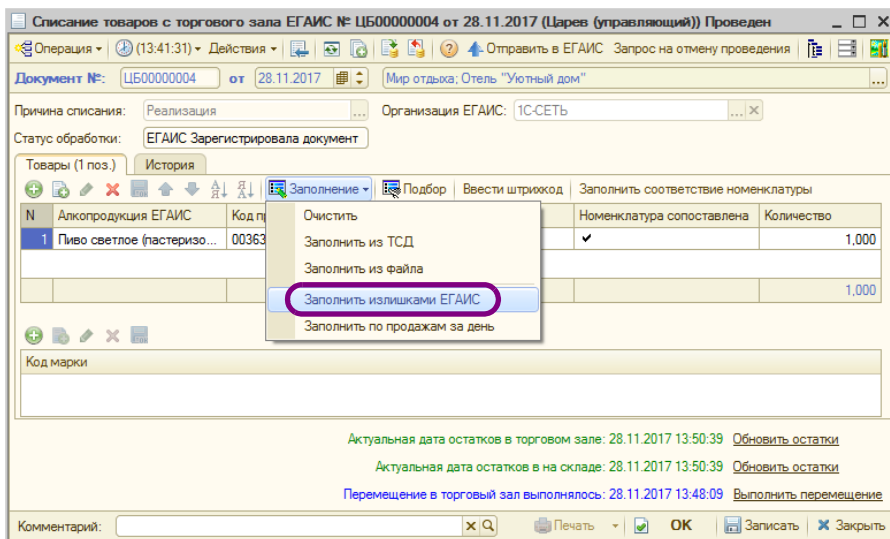 Списание товаров с торгового зала ЕГАИС № ЦБ00000004 от 28.11.2017 (Царев (управляющий)) Проведен
Операция (13:41:31) Действия Отправить в ЕГАИС Запрос на отмену проведения
Документ №: ЦБ00000004 от 28.11.2017 Мир отдыха; Отель "Уютный дом" ...
Причина списания: Реализация ... Организация ЕГАИС: 1С-СЕТЬ ... x
Статус обработки: ЕГАИС Зарегистрировала документ
Товары (1 поз.) История
Заполнение Подбор Ввести штрихкод Заполнить соответствие номенклатуры
N Алкопродукция ЕГАИС Код п Номенклатура сопоставлена Количество
1 Пиво светлое (пастеризо... 00363 1,000
Очистить
Заполнить из ТСД
Заполнить из файла
Заполнить излишками ЕГАИС
Заполнить по продажам за день
1,000
Код марки
Актуальная дата остатков в торговом зале: 28.11.2017 13:50:39 Обновить остатки
Актуальная дата остатков в на складе: 28.11.2017 13:50:39 Обновить остатки
Перемещение в торговый зал выполнялось: 28.11.2017 13:48:09 Выполнить перемещение
Комментарий: x Печать OK Записать Закрыть